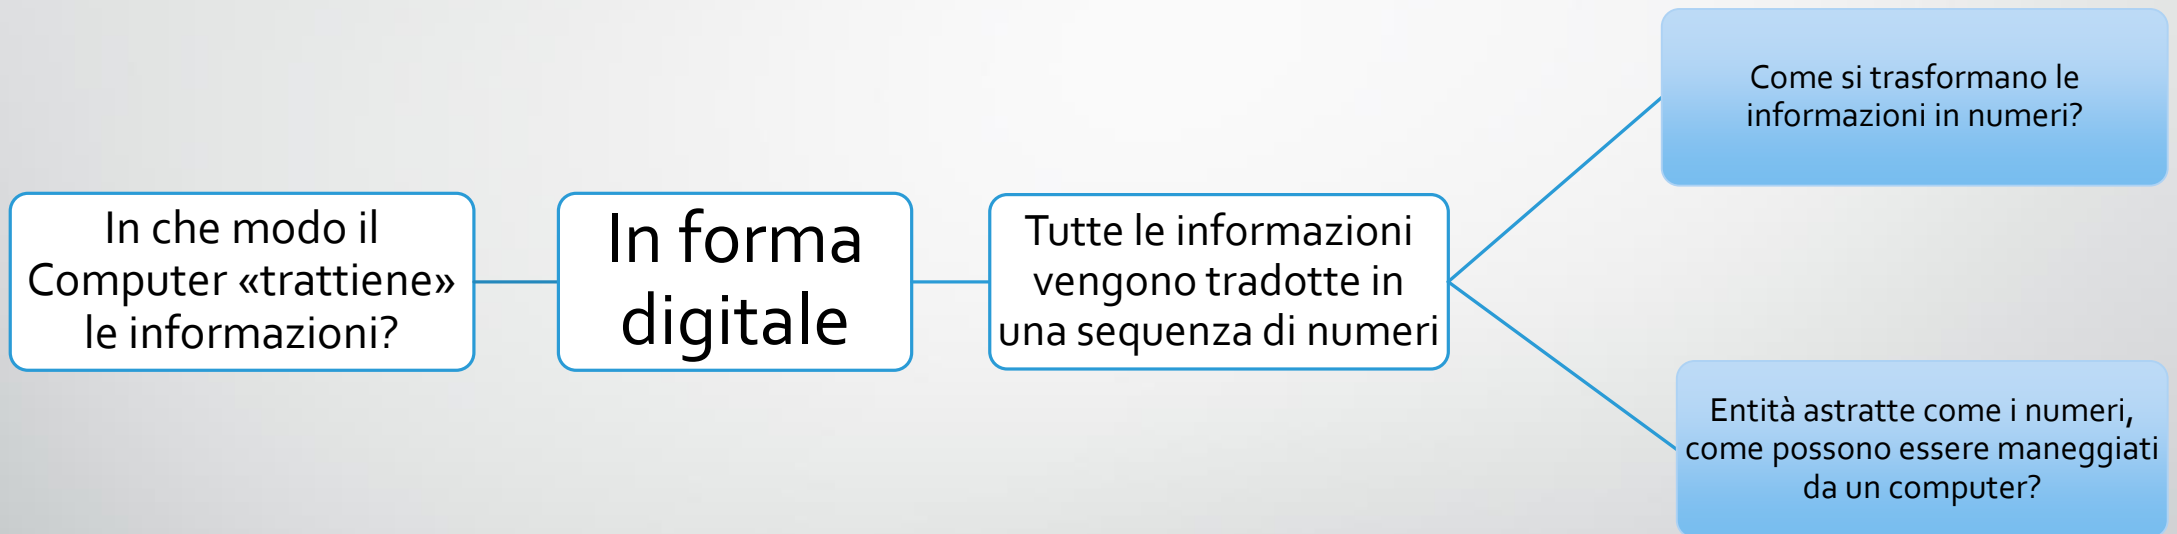 In che modo il
Computer «trattiene»
le informazioni?
In forma
digitale
Tutte le informazioni
vengono tradotte in
una sequenza di numeri
Come si trasformano le
informazioni in numeri?
Entità astratte come i numeri,
come possono essere maneggiati
da un computer?